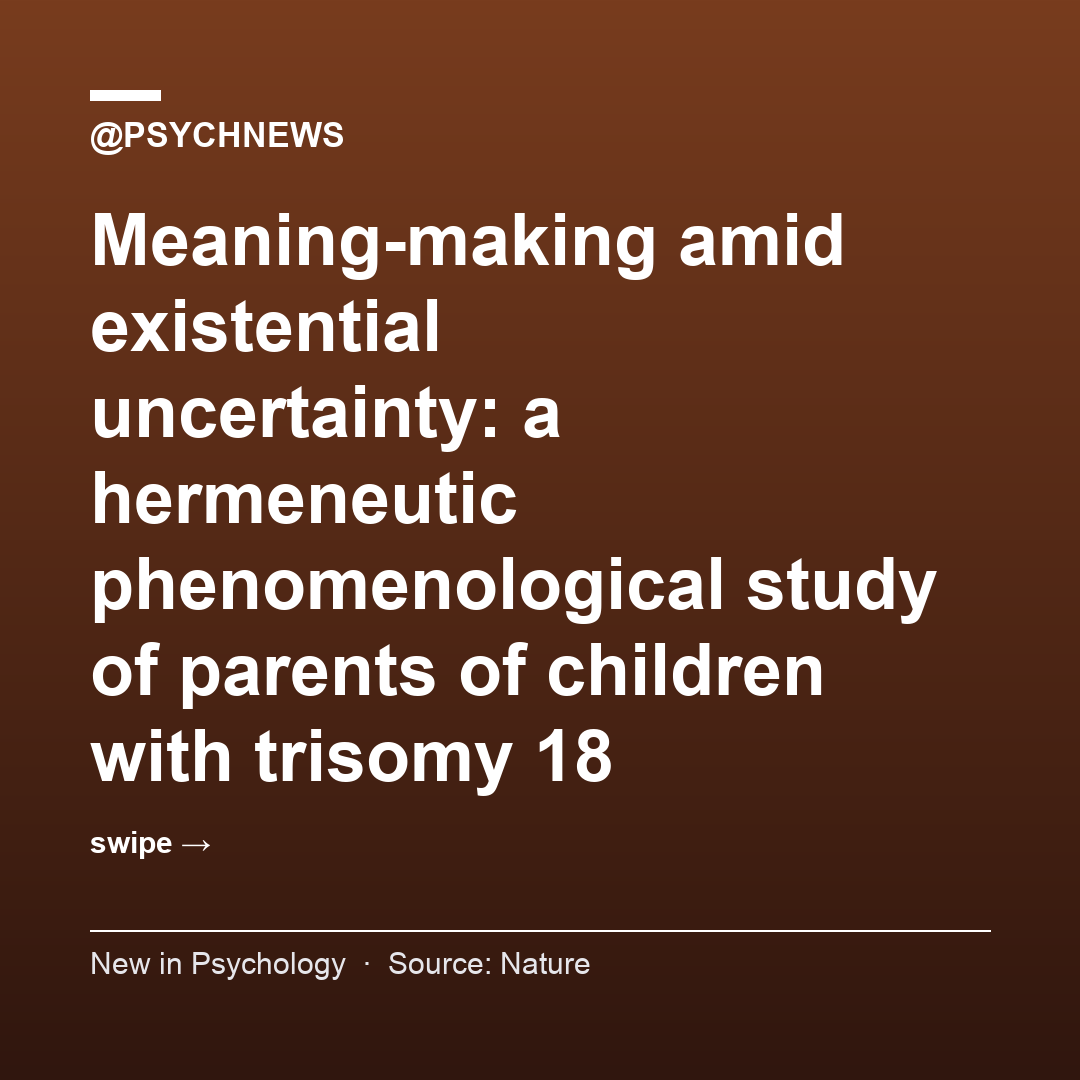 @PSYCHNEWS
Meaning-making amid
existential
uncertainty: a
hermeneutic
phenomenological study
of parents of children
with trisomy 18
swipe →
New in Psychology · Source: Nature